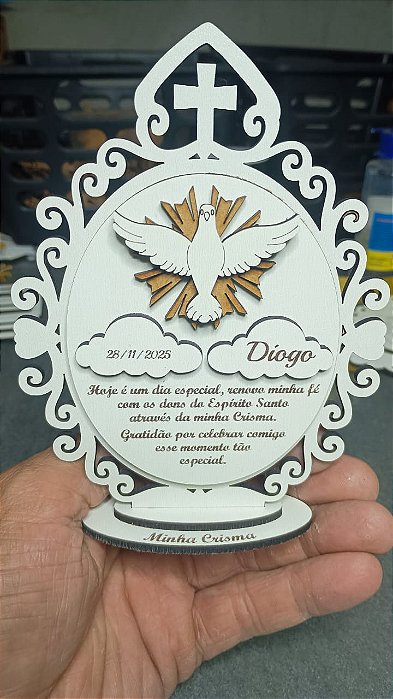 28/11/2025
Diogo
Hoje é um dia especial, renovo minha fé
com os dons do Espírito Santo
através da minha Crisma.
Gratidão por celebrar comigo
esse momento tão
especial.
Minha Crisma